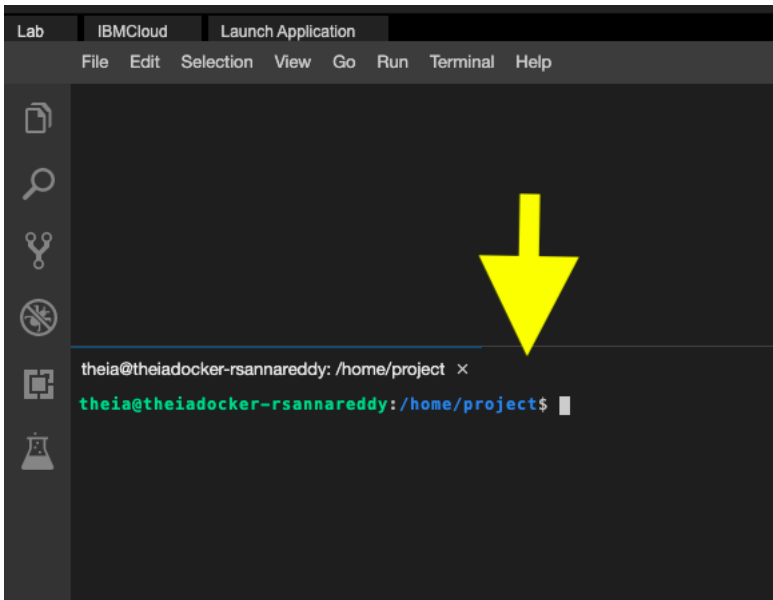 Lab IBMCloud Launch Application
File Edit Selection View Go Run Terminal Help
theia@theiadocker-rsannareddy: /home/project ×
theia@theiadocker-rsannareddy:/home/project$